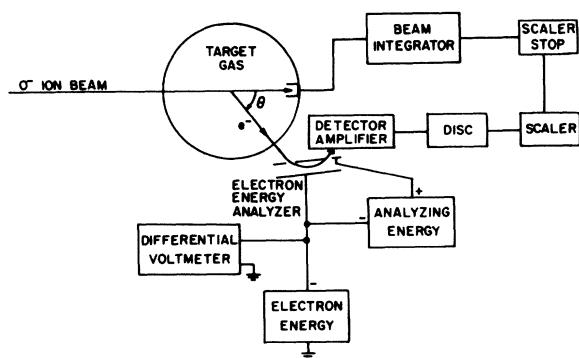 TARGET
GAS
σ⁻ ION BEAM
θ
e⁻
BEAM
INTEGRATOR
SCALER
STOP
DETECTOR
AMPLIFIER
DISC
SCALER
ELECTRON
ENERGY
ANALYZER
+
-
ANALYZING
ENERGY
DIFFERENTIAL
VOLTMETER
-
ELECTRON
ENERGY